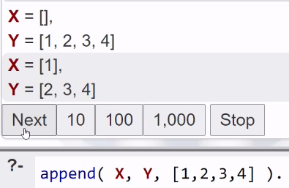 X = [],
Y = [1, 2, 3, 4]
X = [1],
Y = [2, 3, 4]
Next 10 100 1,000 Stop
?- append( X, Y, [1,2,3,4] ).